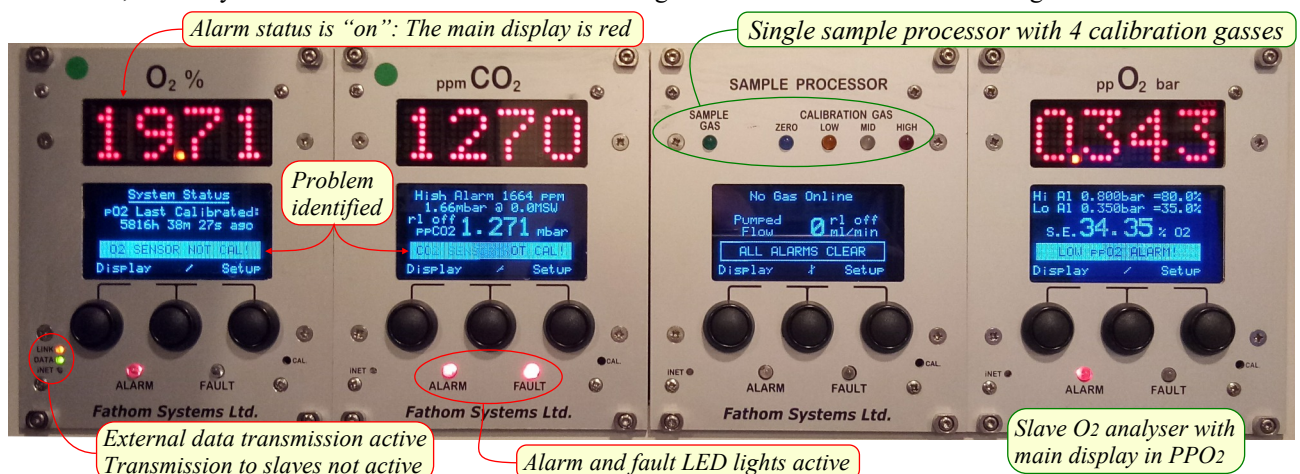 Alarm status is “on”: The main display is red
Single sample processor with 4 calibration gasses
O2 %
19.71
System Status
pO2 Last Calibrated:
5816h 38m 27s ago
O2 SENSOR NOT CAL!
Display / Setup
LINK
DATA
iNET
ALARM
FAULT
CAL.
Fathom Systems Ltd.
Problem
identified
ppm CO2
1270
High Alarm 1664 ppm
1.66mbar @ 0.0MSW
rl off
ppCO2 1.271 mbar
CO2 SENSOR NOT CAL!
Display / Setup
iNET
ALARM
FAULT
CAL.
Fathom Systems Ltd.
SAMPLE PROCESSOR
SAMPLE
GAS
CALIBRATION GAS
ZERO LOW MID HIGH
No Gas Online
Pumped rl off
Flow 0 ml/min
ALL ALARMS CLEAR
Display Setup
iNET
ALARM
FAULT
CAL.
Fathom Systems Ltd.
pp O2 bar
0.343
Hi Al 0.800bar =80.0%
Lo Al 0.350bar =35.0%
S.E. 34.35 % O2
LOW ppO2 ALARM!
Display / Setup
iNET
ALARM
FAULT
CAL.
External data transmission active
Transmission to slaves not active
Alarm and fault LED lights active
Slave O2 analyser with
main display in PPO2